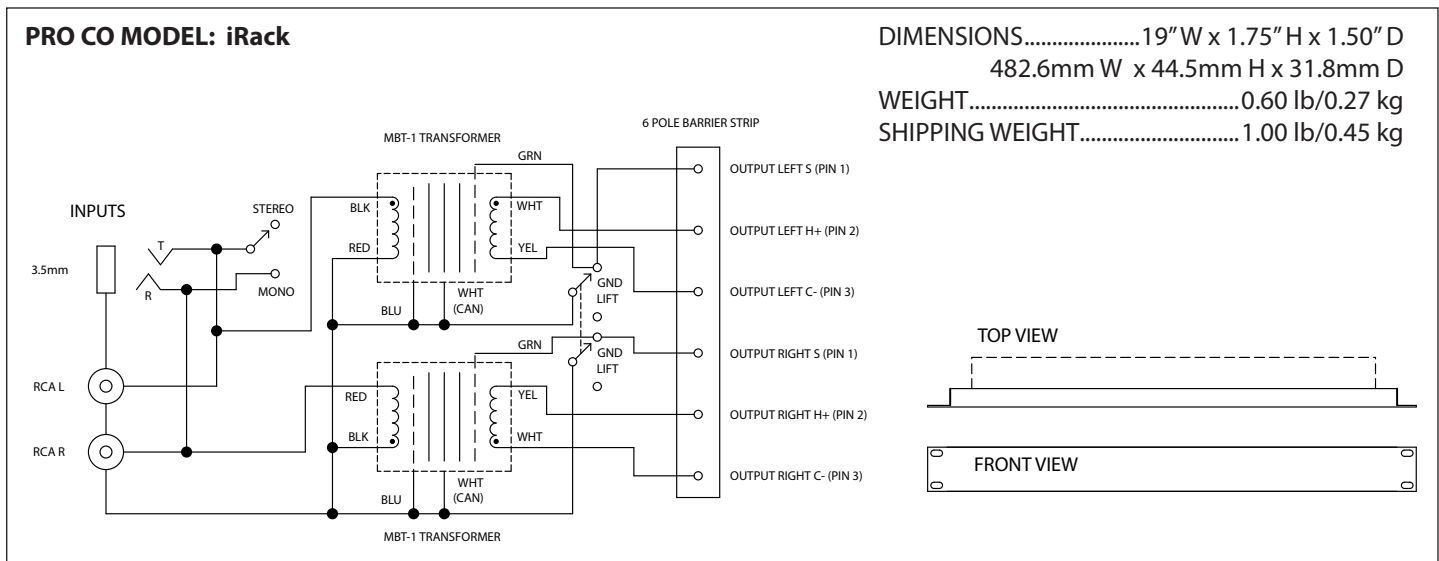 PRO CO MODEL: iRack
DIMENSIONS.....................19” W x 1.75” H x 1.50” D
482.6mm W x 44.5mm H x 31.8mm D
WEIGHT.................................................0.60 lb/0.27 kg
SHIPPING WEIGHT.............................1.00 lb/0.45 kg
6 POLE BARRIER STRIP
MBT-1 TRANSFORMER
GRN
OUTPUT LEFT S (PIN 1)
INPUTS
STEREO
BLK
WHT
T
OUTPUT LEFT H+ (PIN 2)
RED
YEL
3.5mm
R
MONO
WHT
(CAN)
BLU
GND
LIFT
OUTPUT LEFT C- (PIN 3)
GRN
GND
LIFT
OUTPUT RIGHT S (PIN 1)
RCA L
RED
YEL
OUTPUT RIGHT H+ (PIN 2)
RCA R
BLK
WHT
OUTPUT RIGHT C- (PIN 3)
WHT
(CAN)
BLU
MBT-1 TRANSFORMER
TOP VIEW
FRONT VIEW